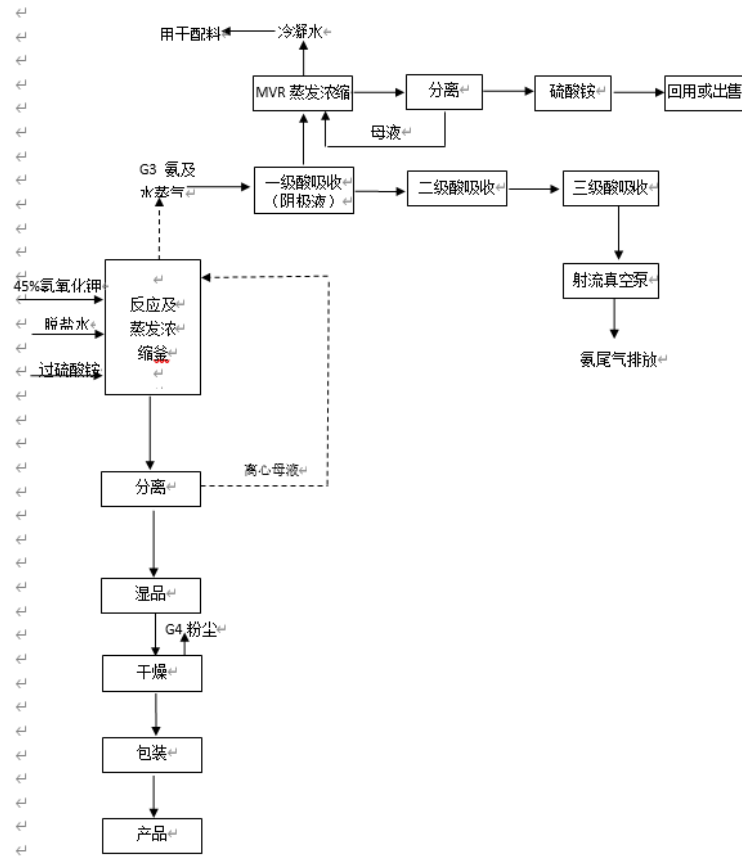 用于配料
冷凝水
MVR 蒸发浓缩
分离
硫酸铵
回用或出售
母液
G3 氨及
水蒸气
一级酸吸收
（阴极液）
二级酸吸收
三级酸吸收
射流真空泵
氨尾气排放
45%氢氧化钾
脱盐水
过硫酸铵
反应及
蒸发浓
缩釜
离心母液
分离
湿品
G4 粉尘
干燥
包装
产品